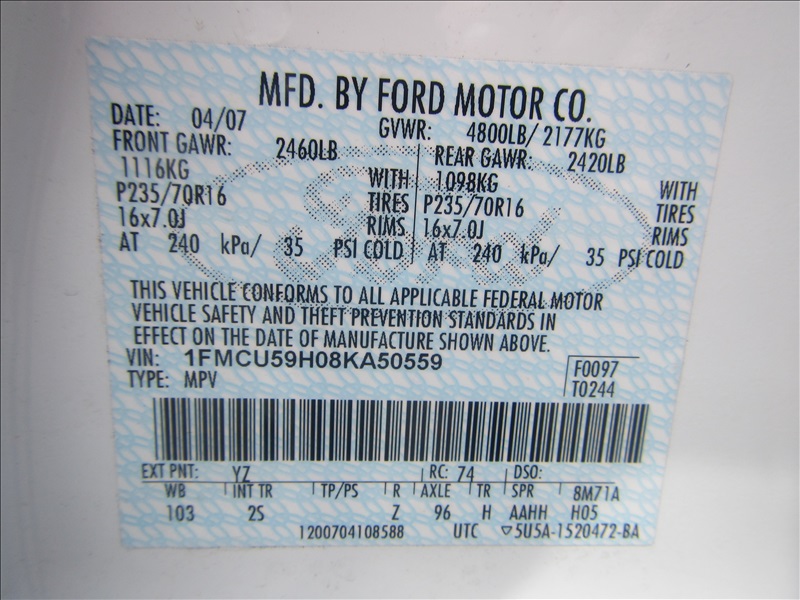 MFD. BY FORD MOTOR CO.
DATE: 04/07 GVWR: 4800LB/ 2177KG
FRONT GAWR: 2460LB REAR GAWR: 2420LB
1116KG WITH 1098KG WITH
P235/70R16 TIRES P235/70R16 TIRES
16x7.0J RIMS 16x7.0J RIMS
AT 240 kPa/ 35 PSI COLD AT 240 kPa/ 35 PSI COLD
Ford
THIS VEHICLE CONFORMS TO ALL APPLICABLE FEDERAL MOTOR
VEHICLE SAFETY AND THEFT PREVENTION STANDARDS IN
EFFECT ON THE DATE OF MANUFACTURE SHOWN ABOVE.
VIN: 1FMCU59H08KA50559 F0097
TYPE: MPV T0244
EXT PNT: YZ RC: 74 DSO:
WB INT TR TP/PS R AXLE TR SPR 8M71A
103 2S Z 96 H AAHH H05
1200704108588 UTC ▽5U5A-1520472-BA